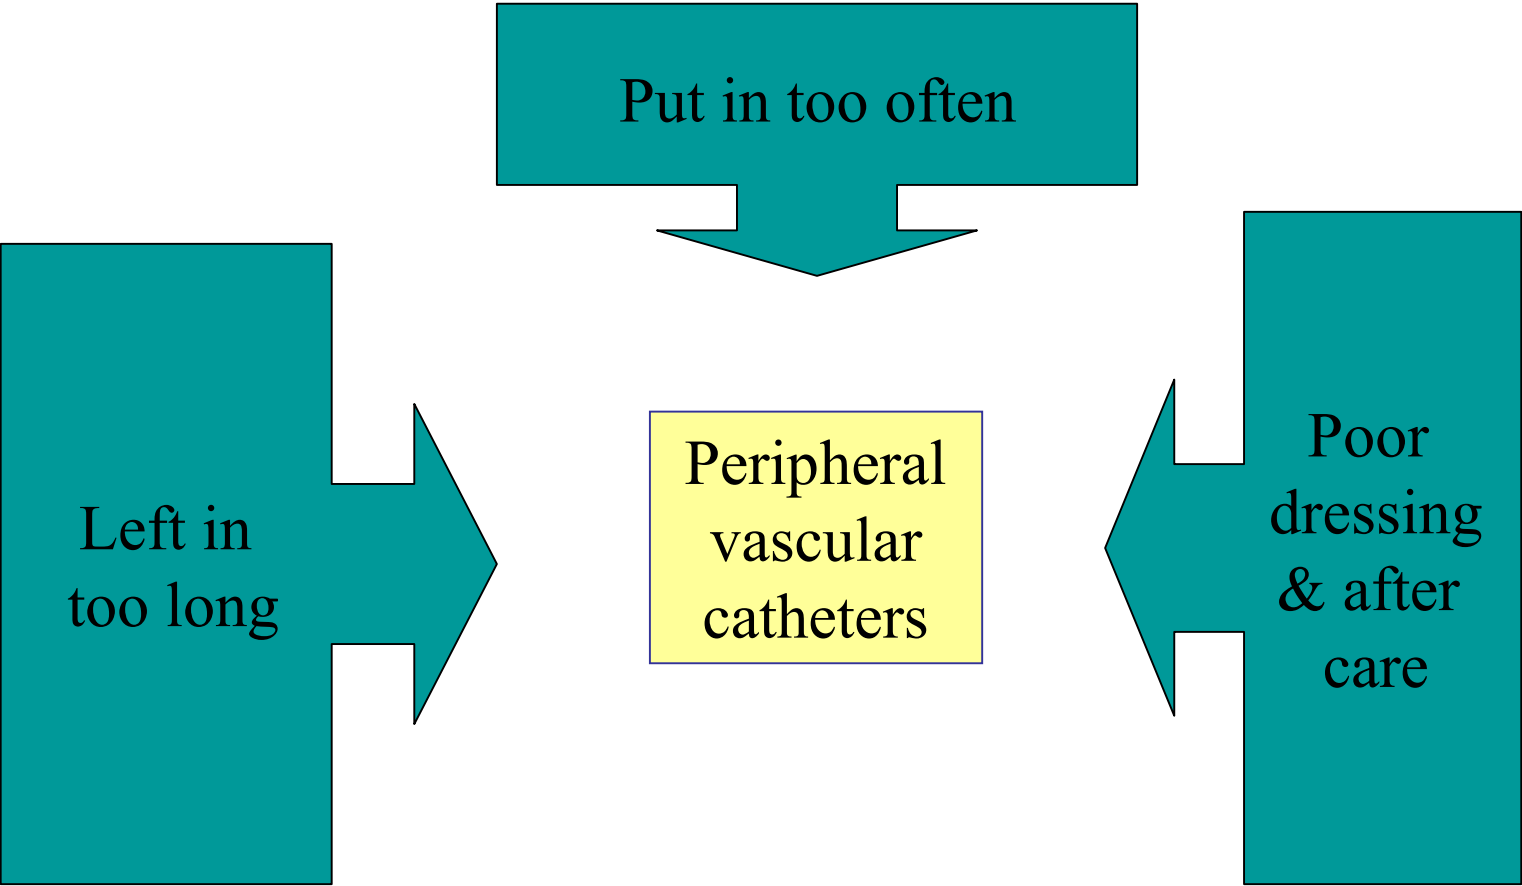 Put in too often
Left in
too long
Peripheral
vascular
catheters
Poor
dressing
& after
care